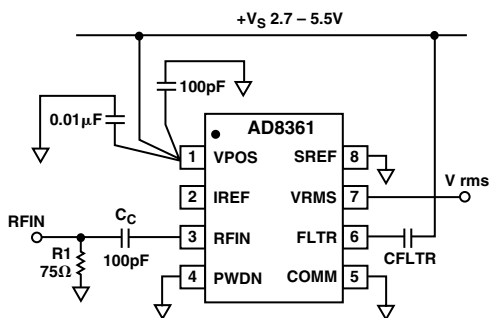 +VS 2.7 – 5.5V
100pF
0.01µF
AD8361
1 VPOS SREF 8
V rms
2 IREF VRMS 7
RFIN
CC
3 RFIN FLTR 6
R1
75Ω
100pF
CFLTR
4 PWDN COMM 5